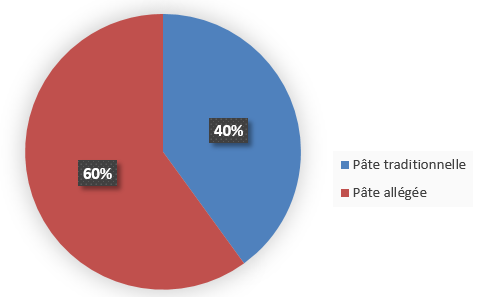 40%
60%
Pâte traditionnelle
Pâte allégée